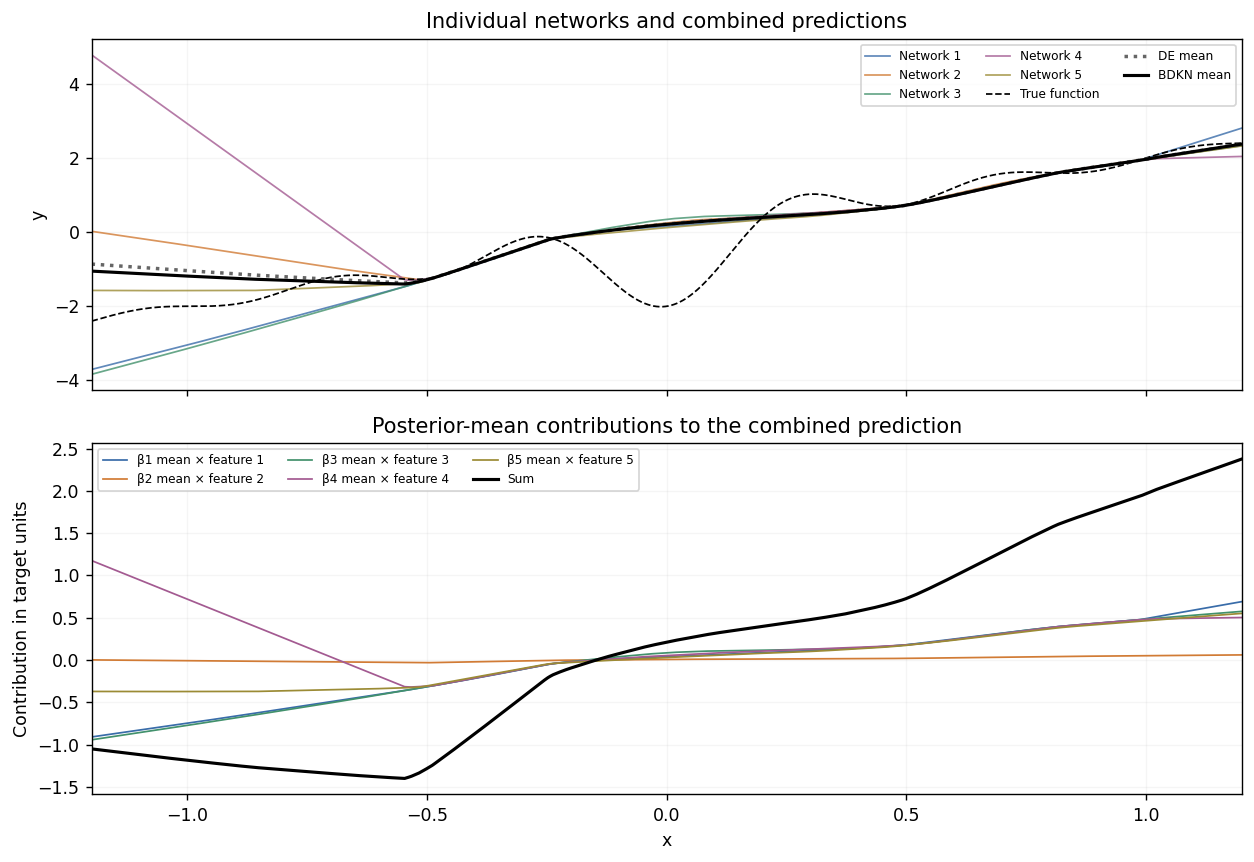 Individual networks and combined predictions
Network 1
Network 2
Network 3
Network 4
Network 5
True function
DE mean
BDKN mean
4
2
0
−2
−4
y
Posterior-mean contributions to the combined prediction
β1 mean × feature 1
β2 mean × feature 2
β3 mean × feature 3
β4 mean × feature 4
β5 mean × feature 5
Sum
2.5
2.0
1.5
1.0
0.5
0.0
−0.5
−1.0
−1.5
Contribution in target units
−1.0
−0.5
0.0
0.5
1.0
x